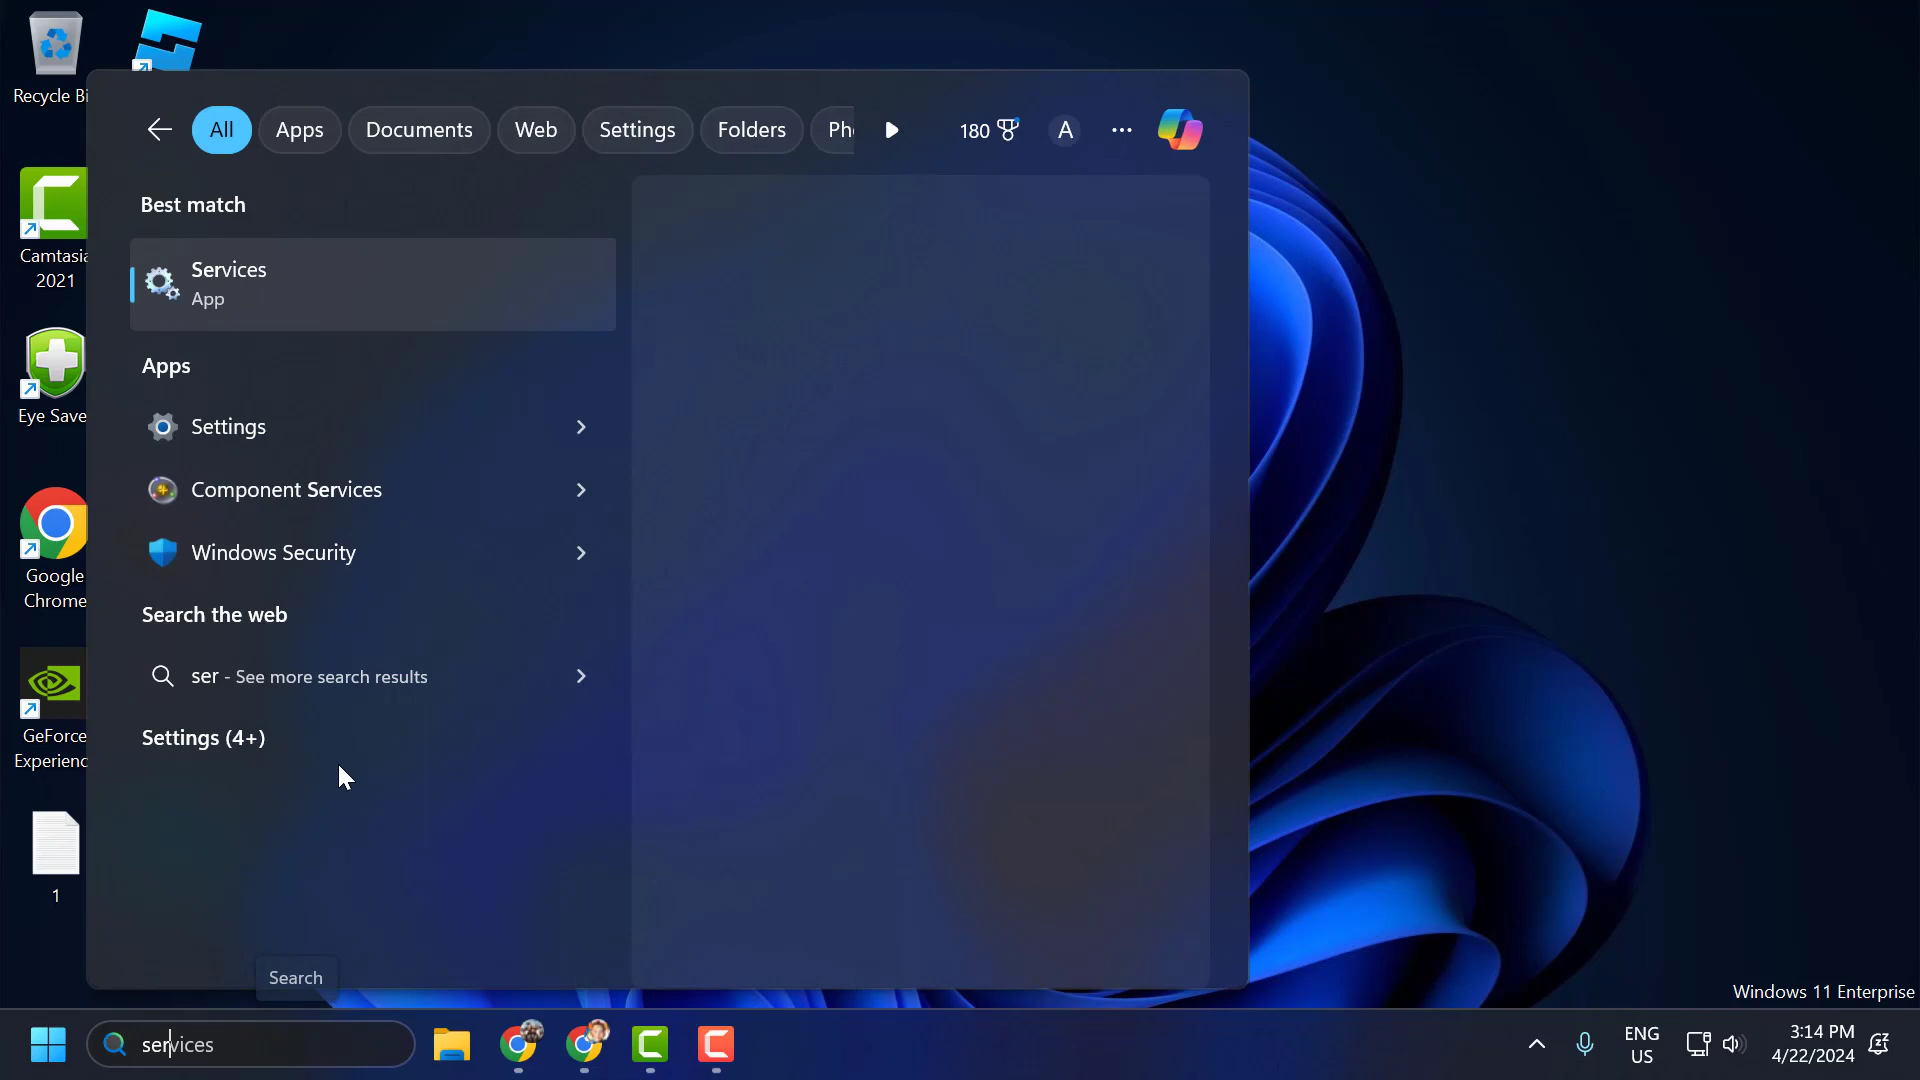 Recycle Bi
Camtasia
2021
Eye Save
Google
Chrome
GeForce
Experienc
1
All
Apps
Documents
Web
Settings
Folders
Pho
180
A
Best match
Services
App
Apps
Settings
Component Services
Windows Security
Search the web
ser - See more search results
Settings (4+)
Search
Windows 11 Enterprise
services
ENG
US
3:14 PM
4/22/2024